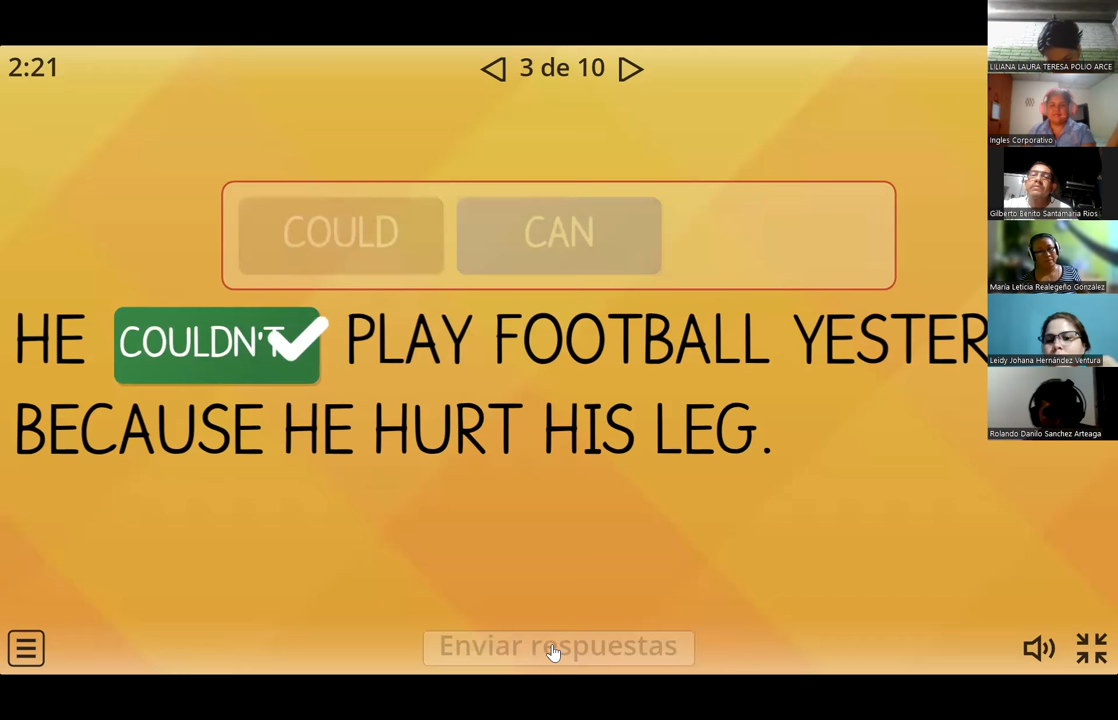 2:21
3 de 10
COULD CAN
HE COULDN'T PLAY FOOTBALL YESTER
BECAUSE HE HURT HIS LEG.
Enviar respuestas
LILIANA LAURA TERESA POLIO ARCE
Ingles Corporativo
Gilberto Benito Santamaria Rios
María Leticia Realegeño González
Leidy Johana Hernández Ventura
Rolando Danilo Sanchez Arteaga